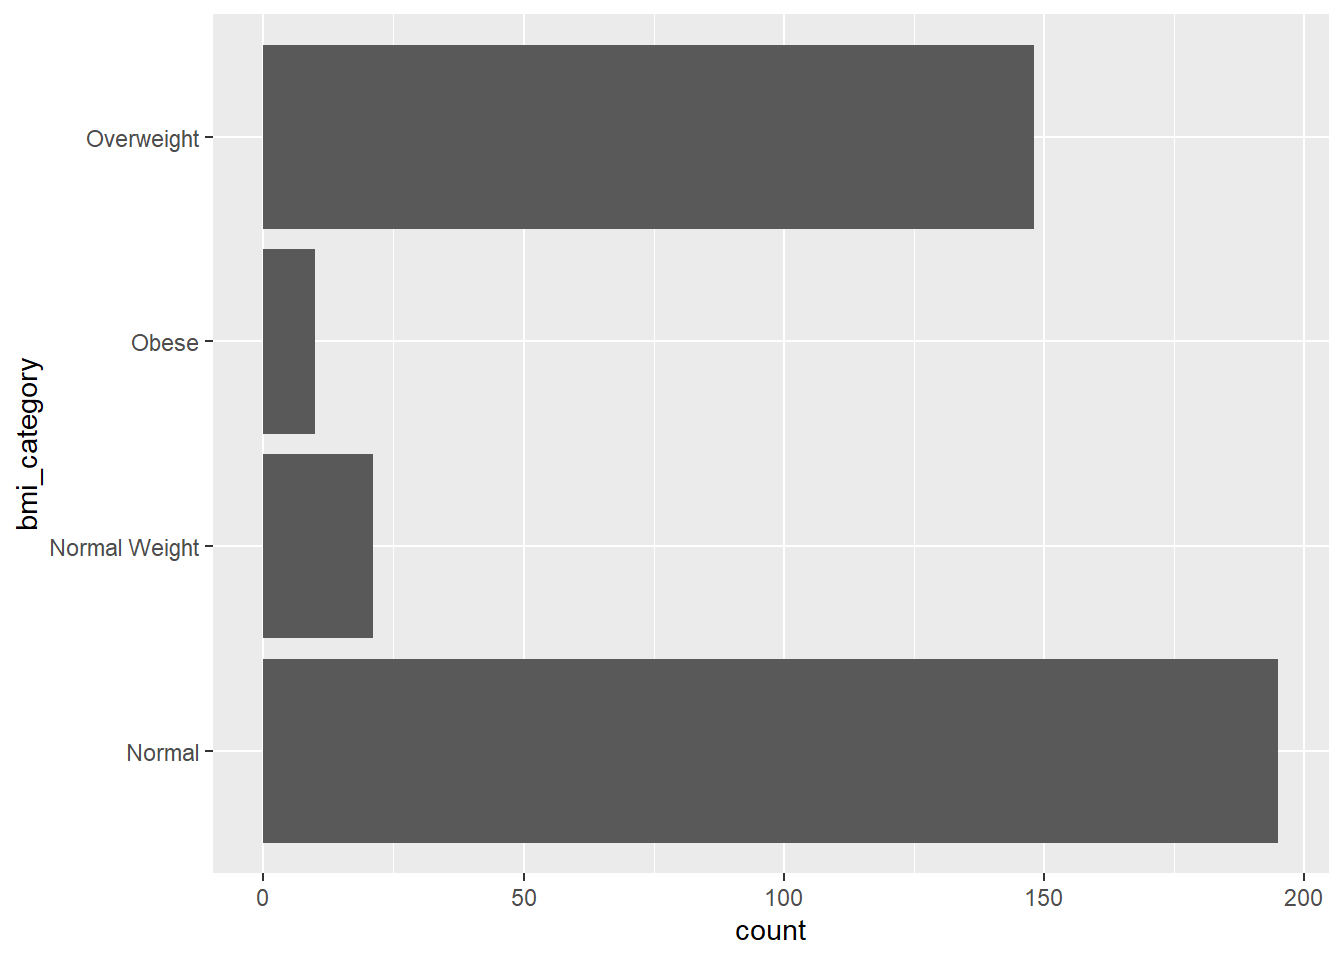 Overweight
Obese
Normal Weight
Normal
bmi_category
0 50 100 150 200
count